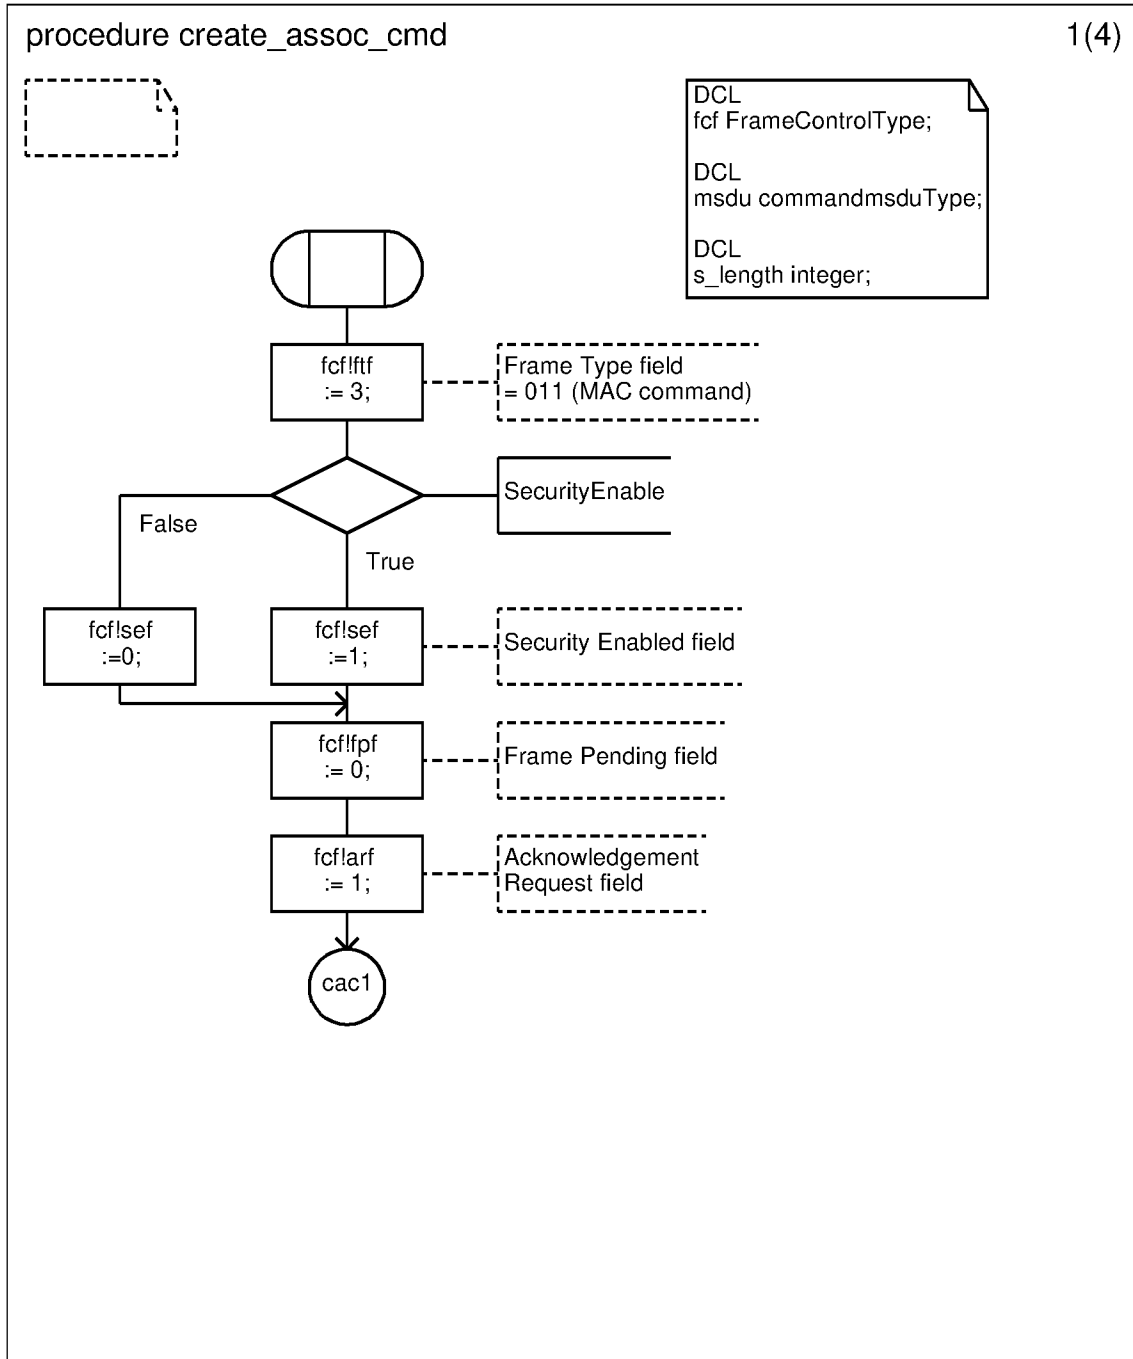 procedure create_assoc_cmd
1(4)
DCL
fcf FrameControlType;
DCL
msdu commandmsduType;
DCL
s_length integer;
fcf!ftf
:= 3;
Frame Type field
= 011 (MAC command)
SecurityEnable
False
True
fcf!sef
:=0;
fcf!sef
:=1;
Security Enabled field
fcf!fpf
:= 0;
Frame Pending field
fcf!arf
:= 1;
Acknowledgement
Request field
cac1